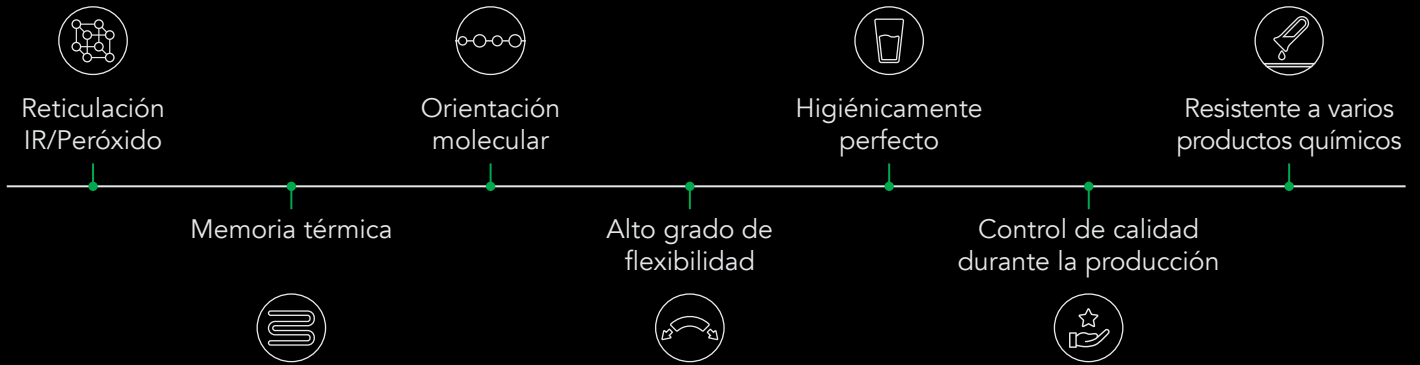 Reticulación
IR/Peróxido
Orientación
molecular
Higiénicamente
perfecto
Resistente a varios
productos químicos
Memoria térmica
Alto grado de
flexibilidad
Control de calidad
durante la producción